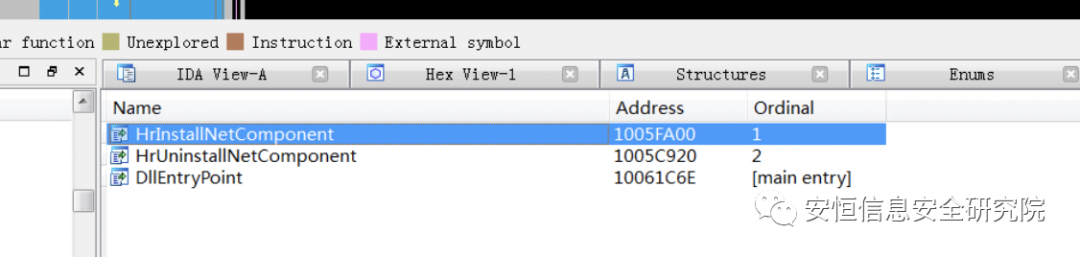 ar function Unexplored Instruction External symbol
IDA View-A Hex View-1 Structures Enums
Name Address Ordinal
HrInstallNetComponent 1005FA00 1
HrUninstallNetComponent 1005C920 2
DllEntryPoint 10061C6E [main entry]
安恒信息安全研究院